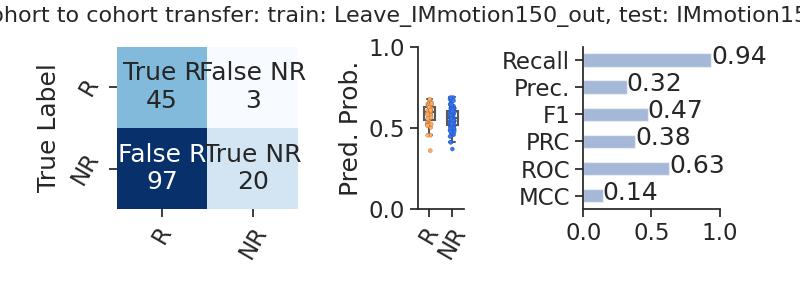 ohort to cohort transfer: train: Leave_IMmotion150_out, test: IMmotion15
True Label
R
NR
True R
45
False NR
3
False R
97
True NR
20
R
NR
Pred. Prob.
1.0
0.5
0.0
R
NR
Recall
0.94
Prec.
0.32
F1
0.47
PRC
0.38
ROC
0.63
MCC
0.14
0.0
0.5
1.0